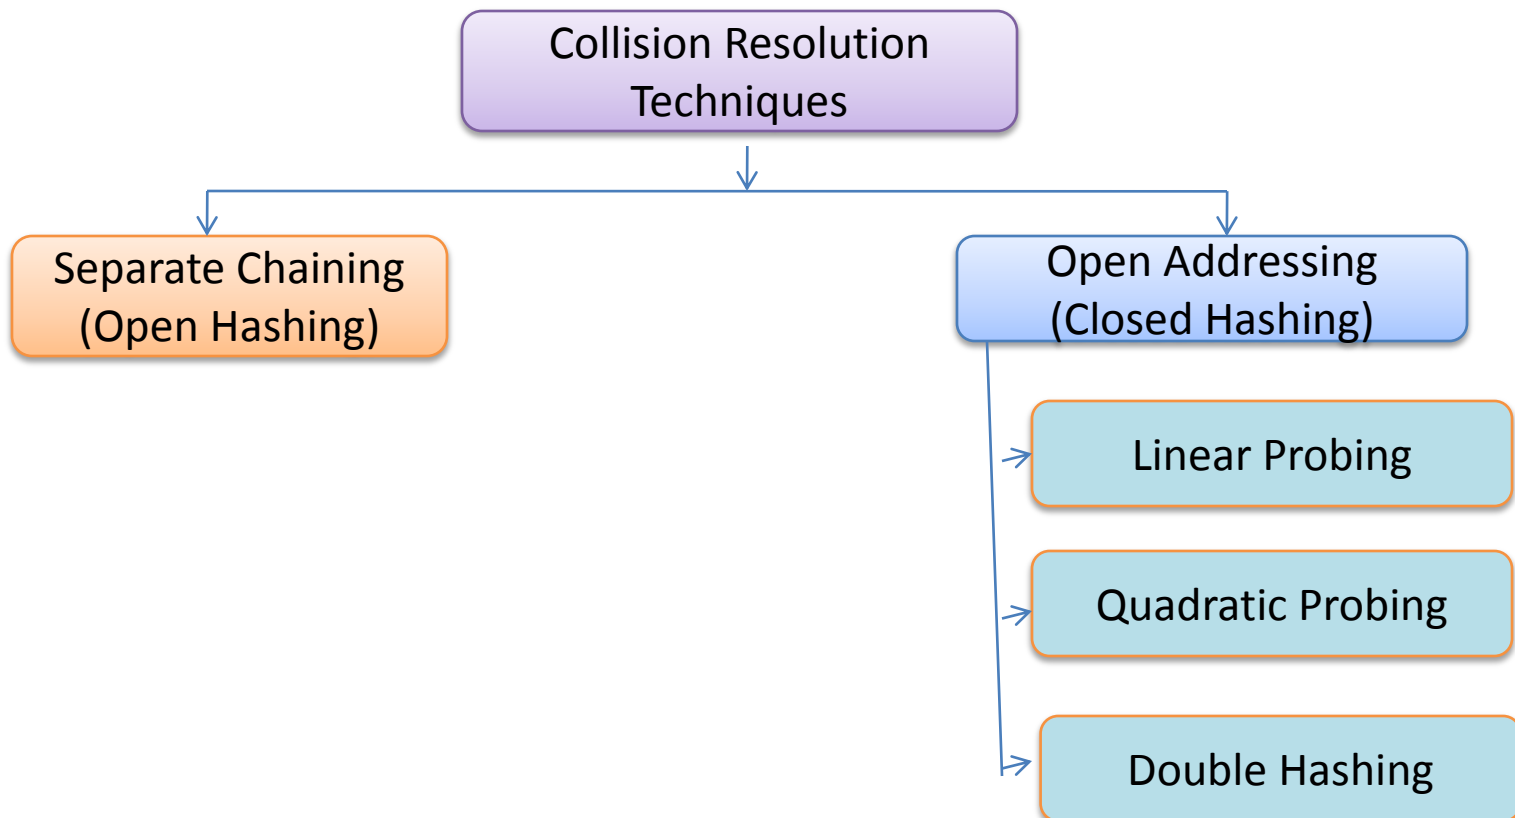 Collision Resolution
Techniques
Separate Chaining
(Open Hashing)
Open Addressing
(Closed Hashing)
Linear Probing
Quadratic Probing
Double Hashing